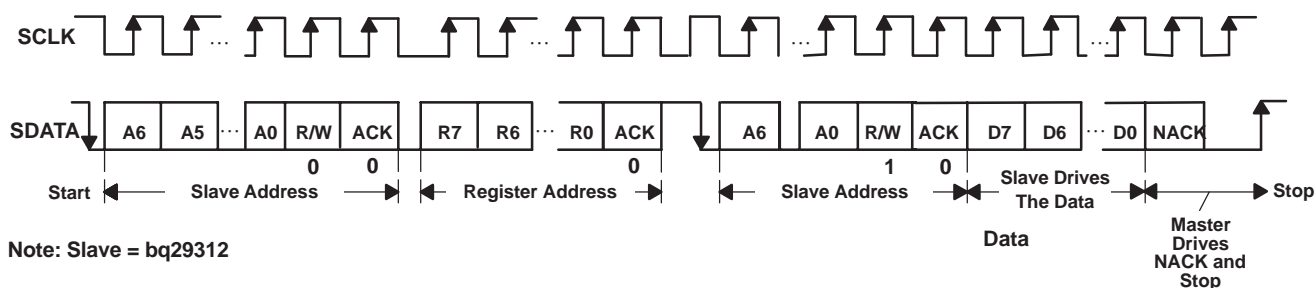 SCLK ... ... ... ...
SDATA A6 A5 ... A0 R/W ACK R7 R6 ... R0 ACK A6 A0 R/W ACK D7 D6 ... D0 NACK
0 0 0 1 0
Start Slave Address Register Address Slave Address Slave Drives The Data Stop
Data
Master
Drives
NACK and
Stop
Note: Slave = bq29312